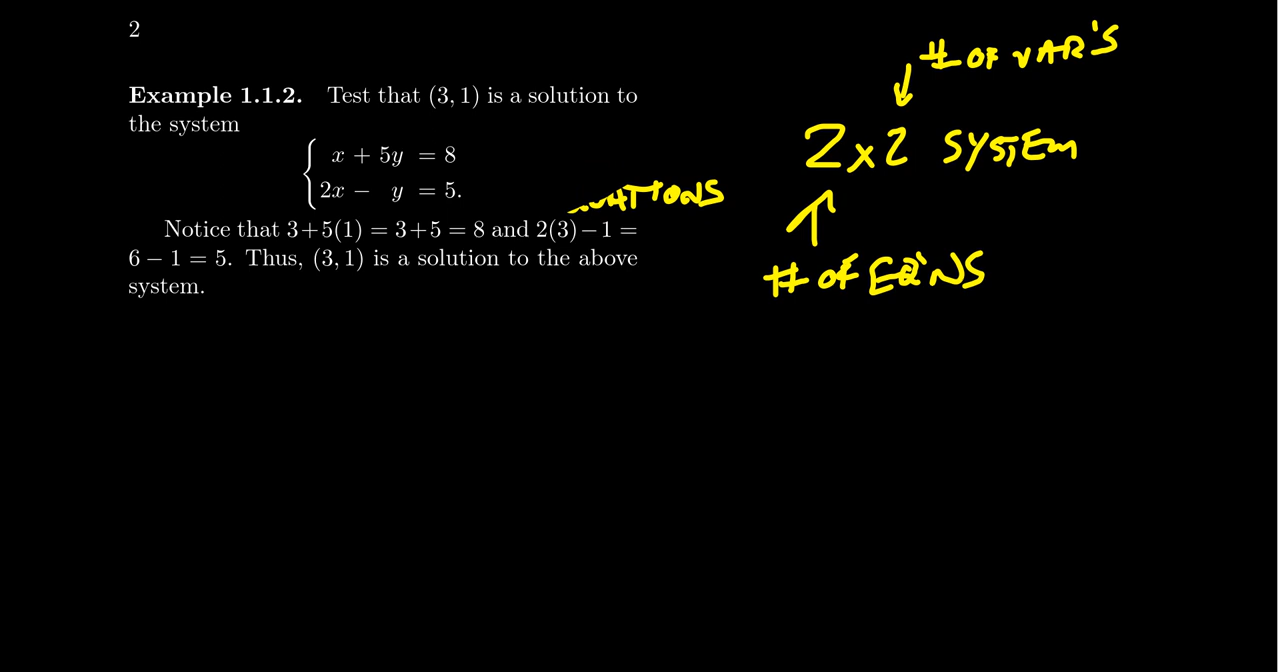 2
Example 1.1.2. Test that (3, 1) is a solution to
the system
x + 5y = 8
2x − y = 5.
Notice that 3+5(1) = 3+5 = 8 and 2(3)−1 =
6 − 1 = 5. Thus, (3, 1) is a solution to the above
system.
# OF VAR'S
2x2 SYSTEM
# OF EQ'NS